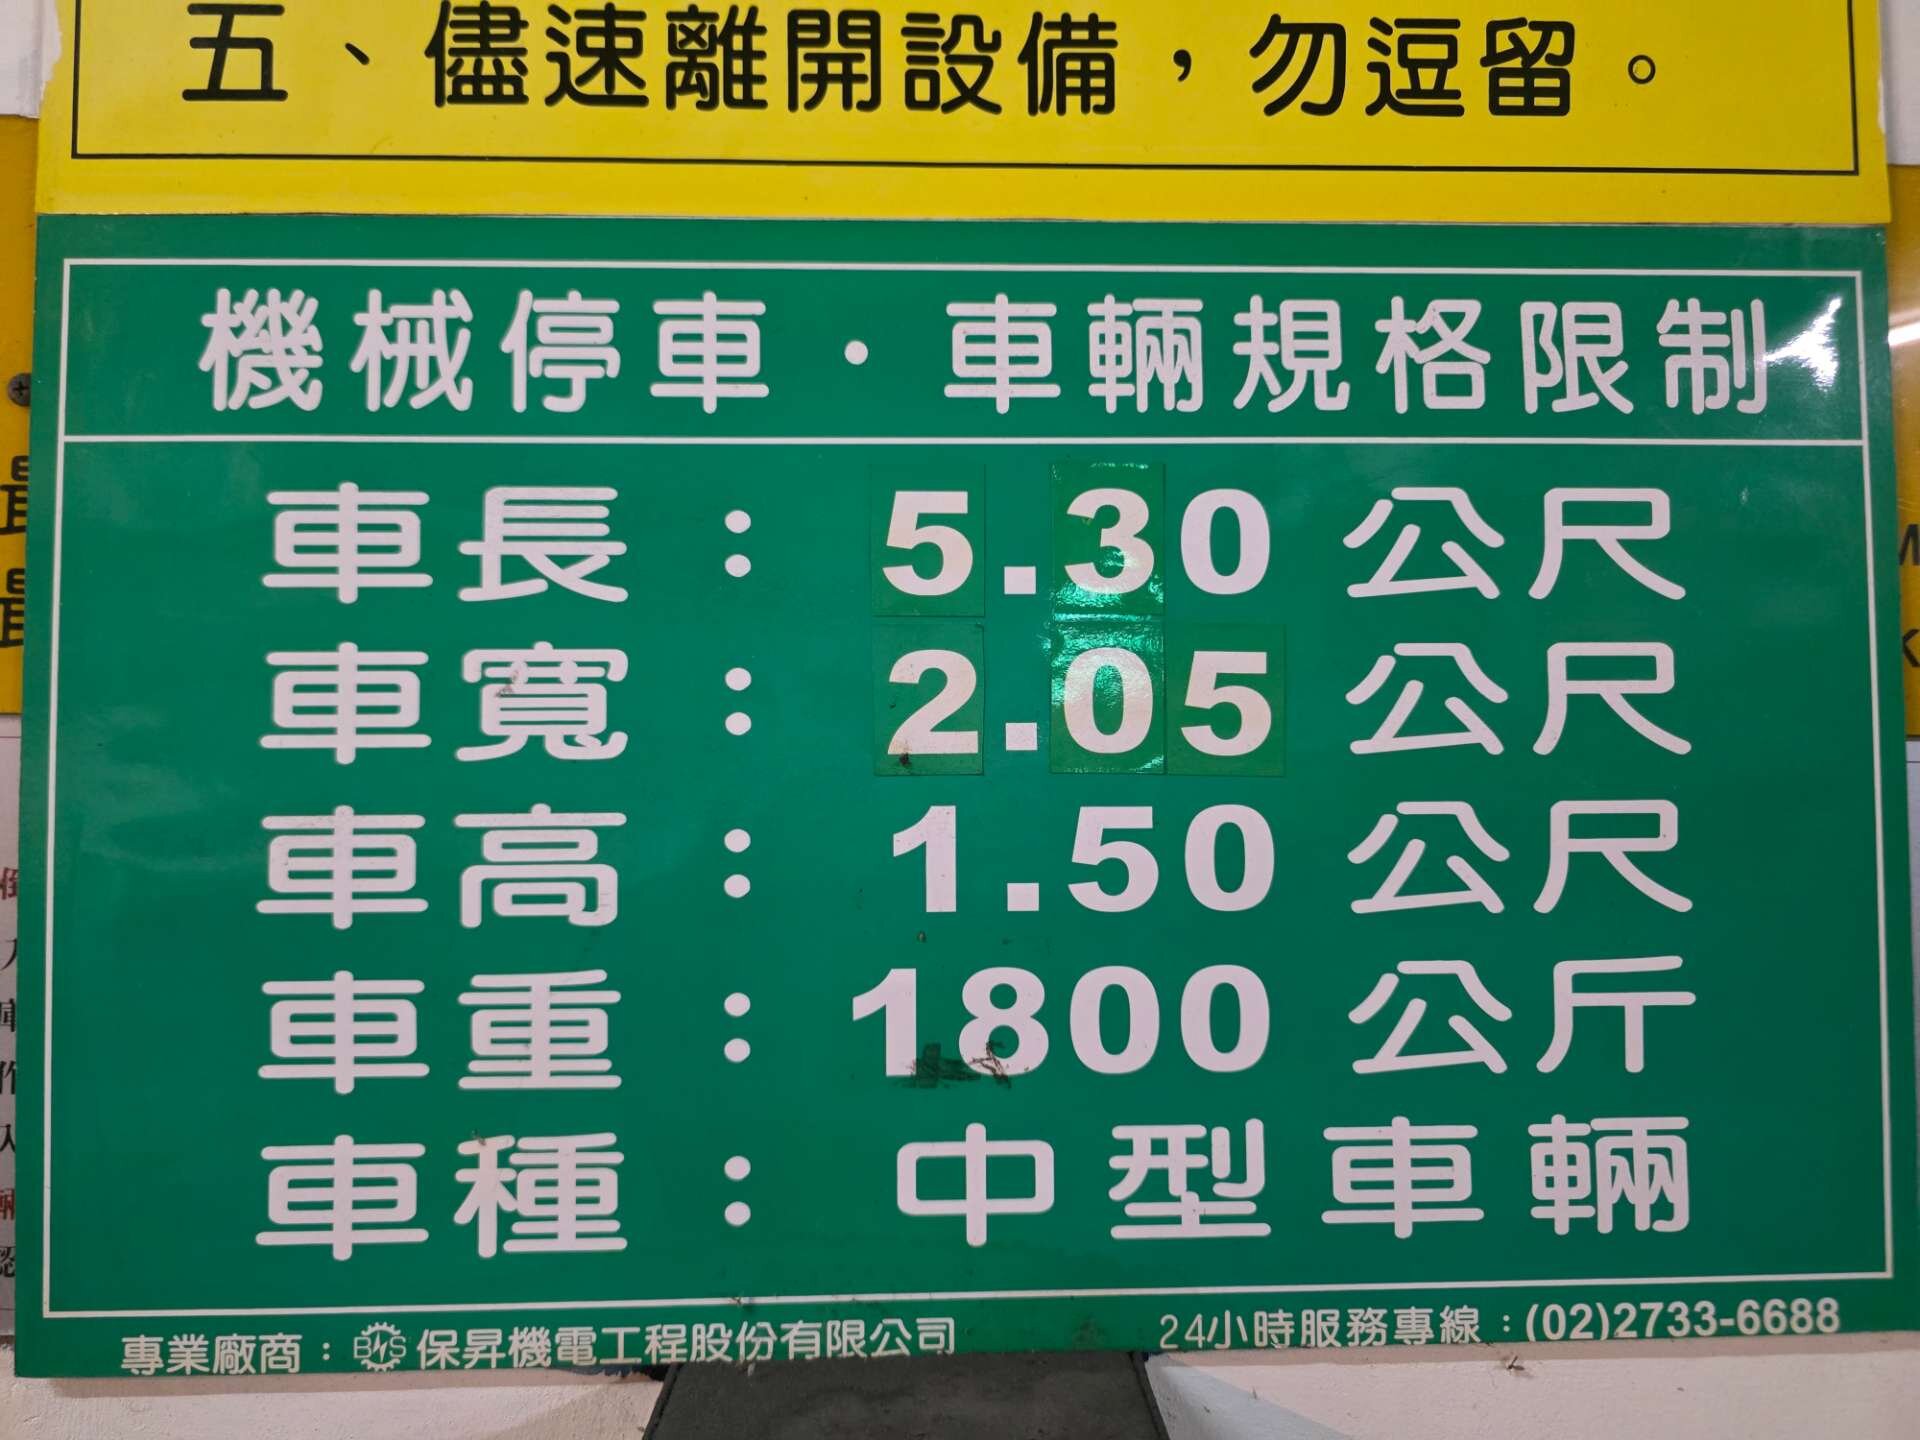 五、儘速離開設備，勿逗留。
機械停車・車輛規格限制
車長：5.30 公尺
車寬：2.05 公尺
車高：1.50 公尺
車重：1800 公斤
車種：中型車輛
專業廠商：BS 保昇機電工程股份有限公司
24小時服務專線：(02)2733-6688